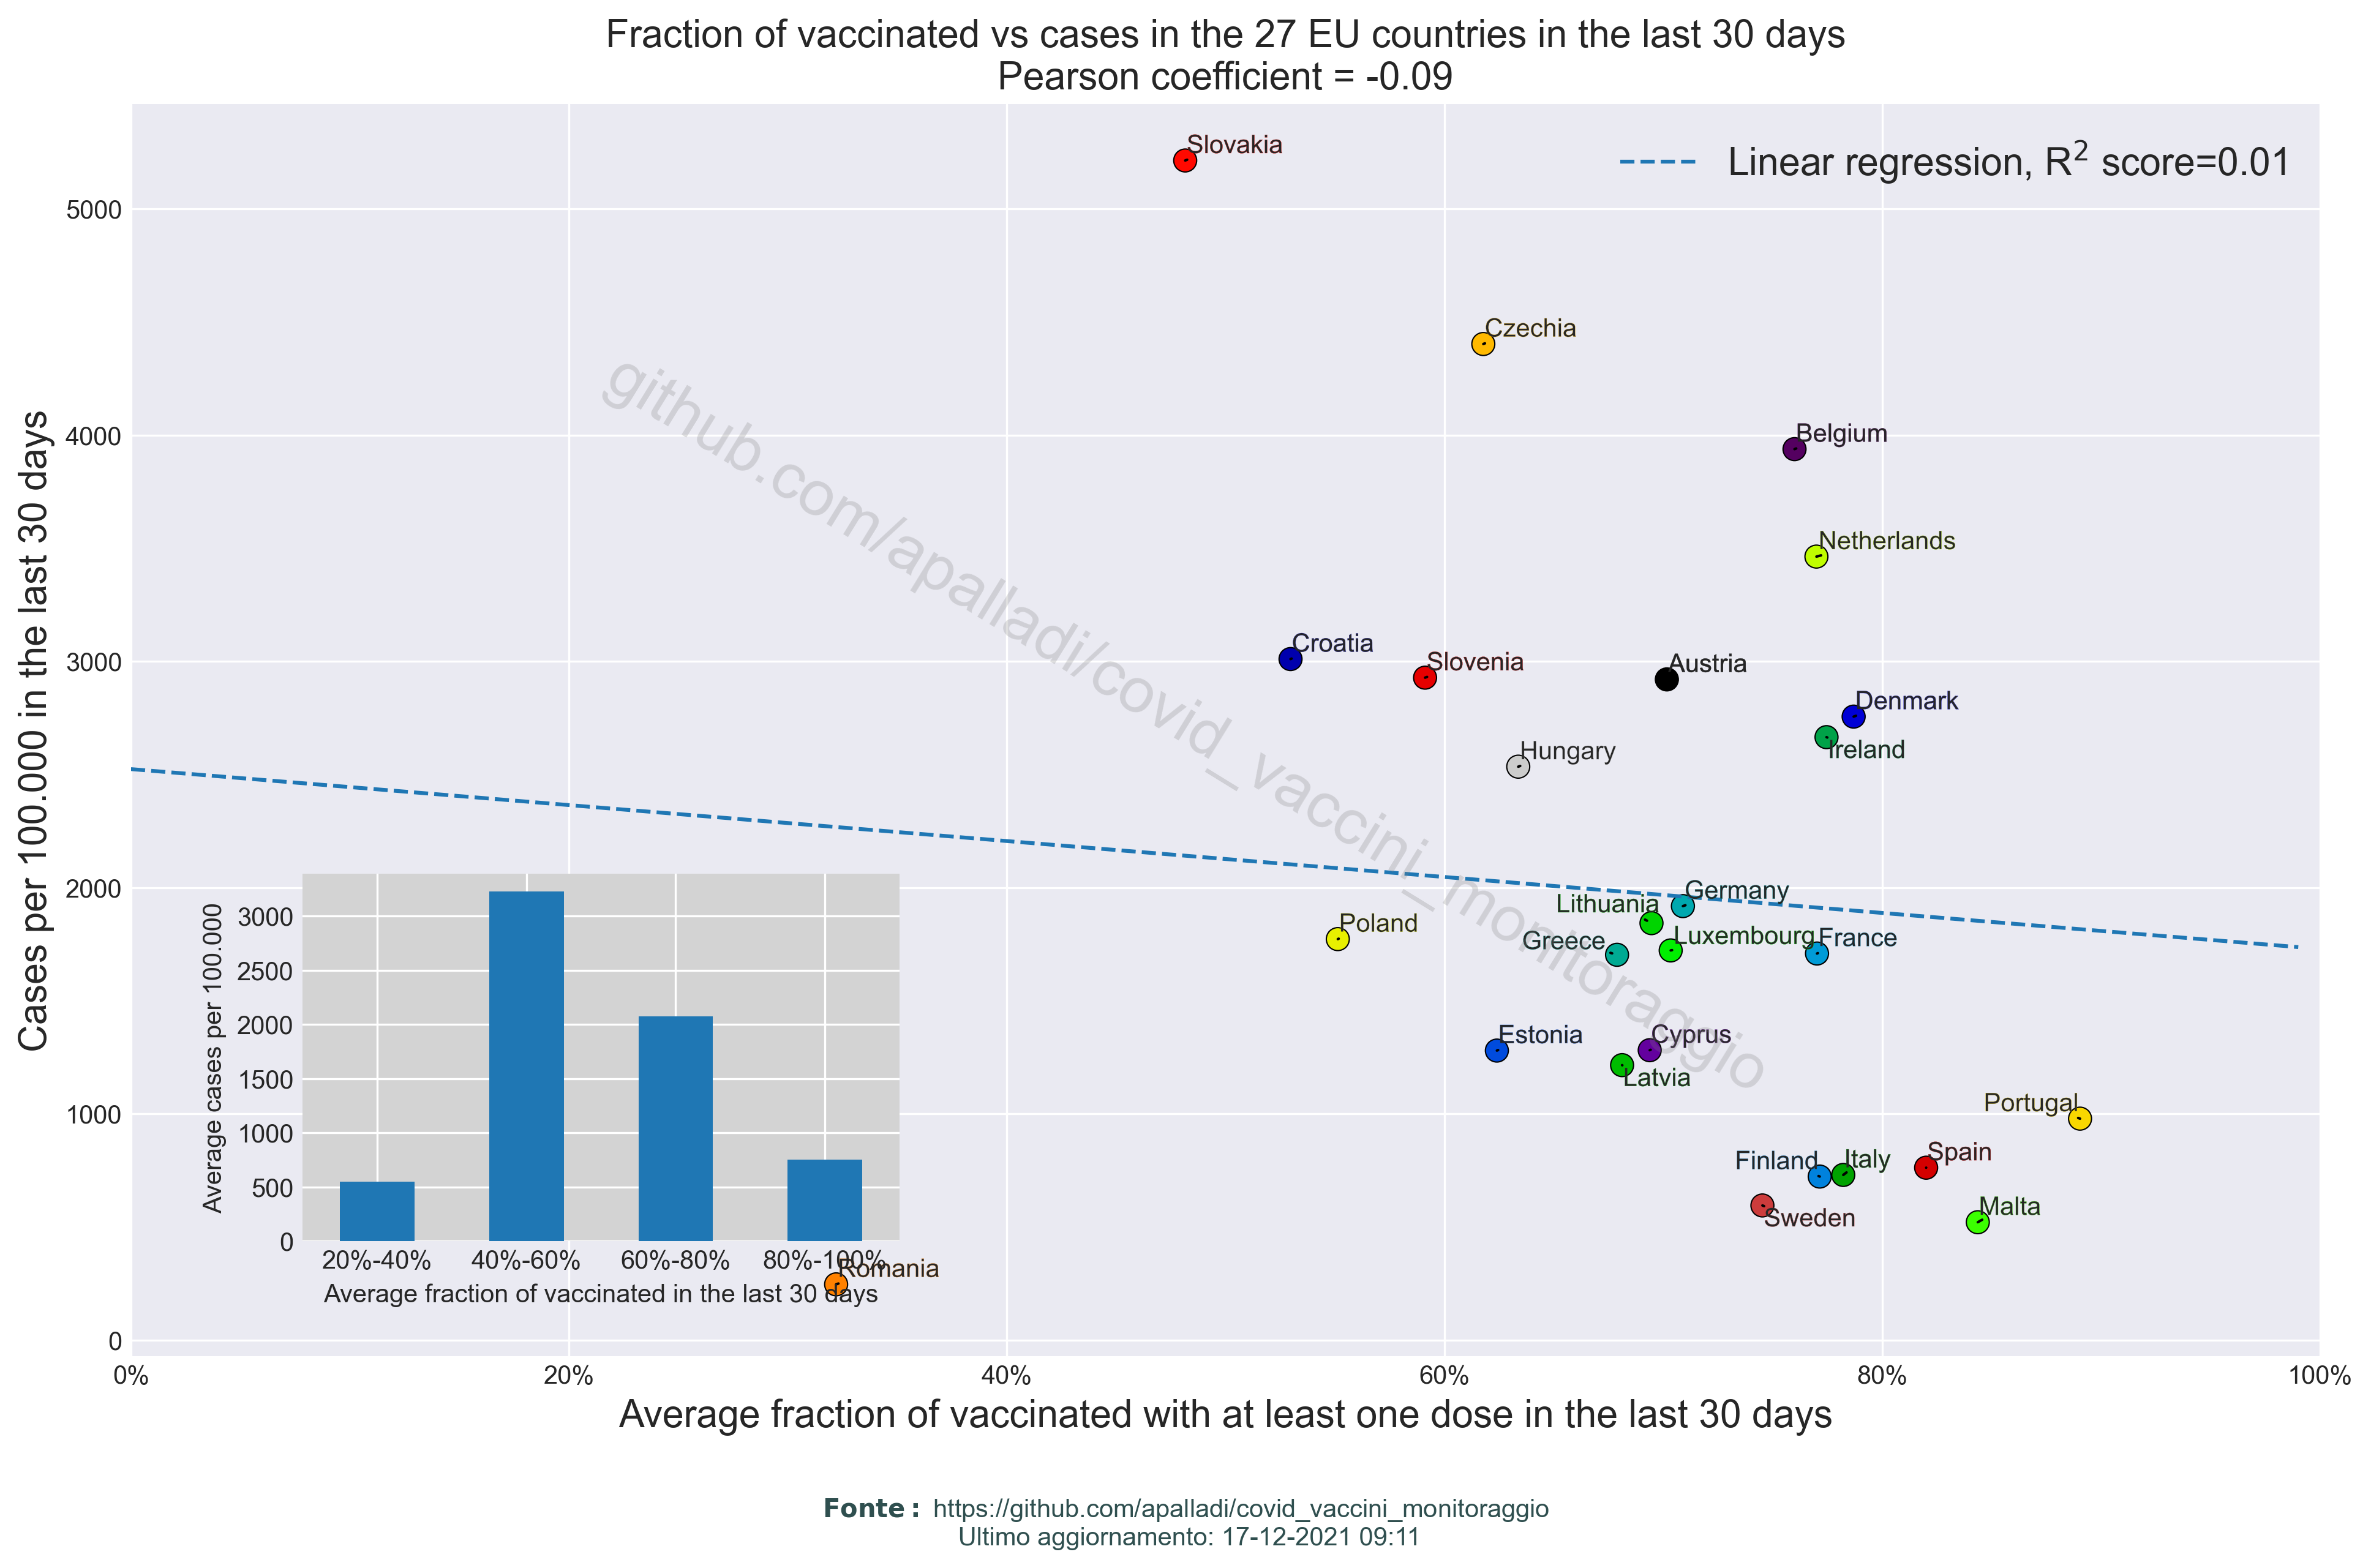 Fraction of vaccinated vs cases in the 27 EU countries in the last 30 days
Pearson coefficient = -0.09
Linear regression, R² score=0.01
Cases per 100.000 in the last 30 days
5000
4000
3000
2000
1000
0
Slovakia
Czechia
Belgium
Netherlands
Croatia
Slovenia
Austria
Denmark
Ireland
Hungary
Germany
Lithuania
Poland
Greece
Luxembourg
France
Estonia
Cyprus
Latvia
Portugal
Finland
Italy
Spain
Sweden
Malta
Romania
github.com/apalladi/covid_vaccini_monitoraggio
Average cases per 100.000
3000
2500
2000
1500
1000
500
0
20%-40% 40%-60% 60%-80% 80%-100%
Average fraction of vaccinated in the last 30 days
0% 20% 40% 60% 80% 100%
Average fraction of vaccinated with at least one dose in the last 30 days
Fonte: https://github.com/apalladi/covid_vaccini_monitoraggio
Ultimo aggiornamento: 17-12-2021 09:11